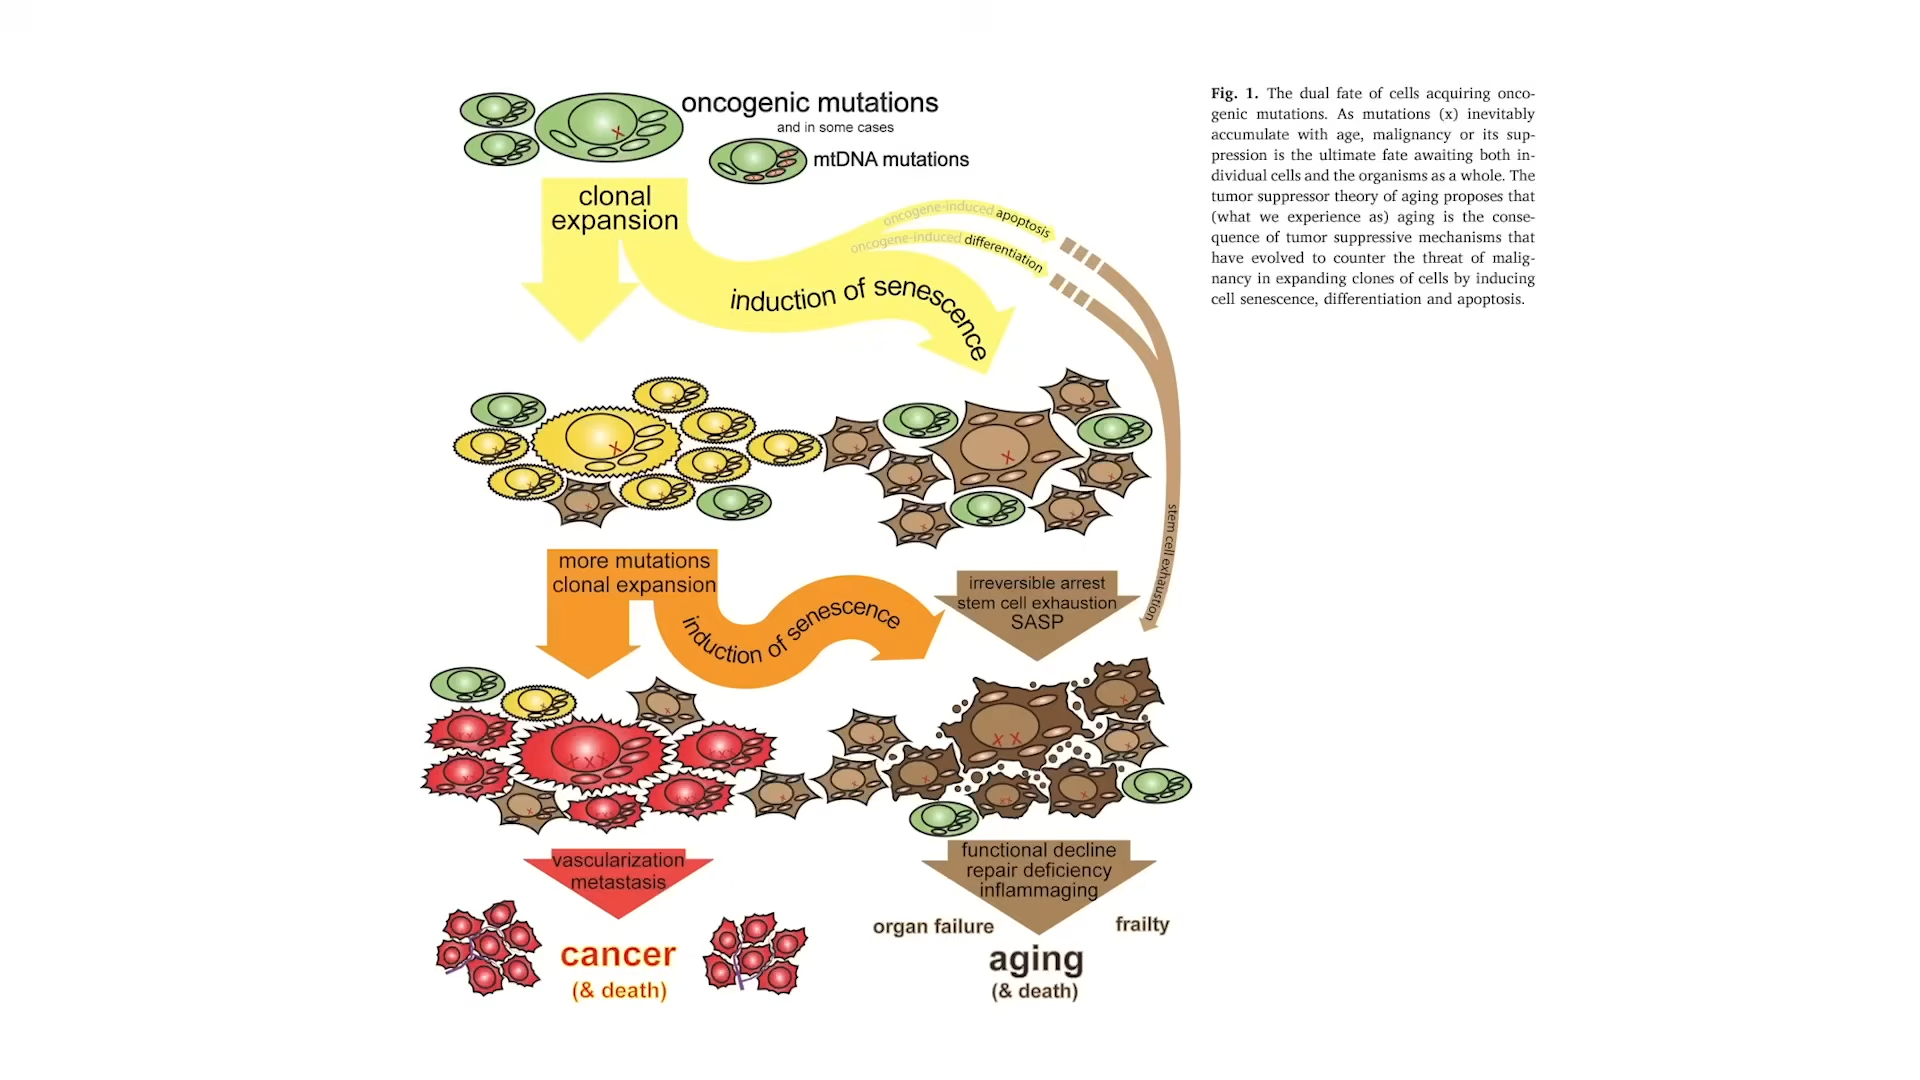 oncogenic mutations
and in some cases
mtDNA mutations
clonal
expansion
oncogene-induced apoptosis
oncogene-induced differentiation
induction of senescence
stem cell exhaustion
more mutations
clonal expansion
induction of senescence
irreversible arrest
stem cell exhaustion
SASP
vascularization
metastasis
functional decline
repair deficiency
inflammaging
organ failure
frailty
cancer
(& death)
aging
(& death)
Fig. 1. The dual fate of cells acquiring onco-
genic mutations. As mutations (x) inevitably
accumulate with age, malignancy or its sup-
pression is the ultimate fate awaiting both in-
dividual cells and the organisms as a whole. The
tumor suppressor theory of aging proposes that
(what we experience as) aging is the conse-
quence of tumor suppressive mechanisms that
have evolved to counter the threat of malig-
nancy in expanding clones of cells by inducing
cell senescence, differentiation and apoptosis.